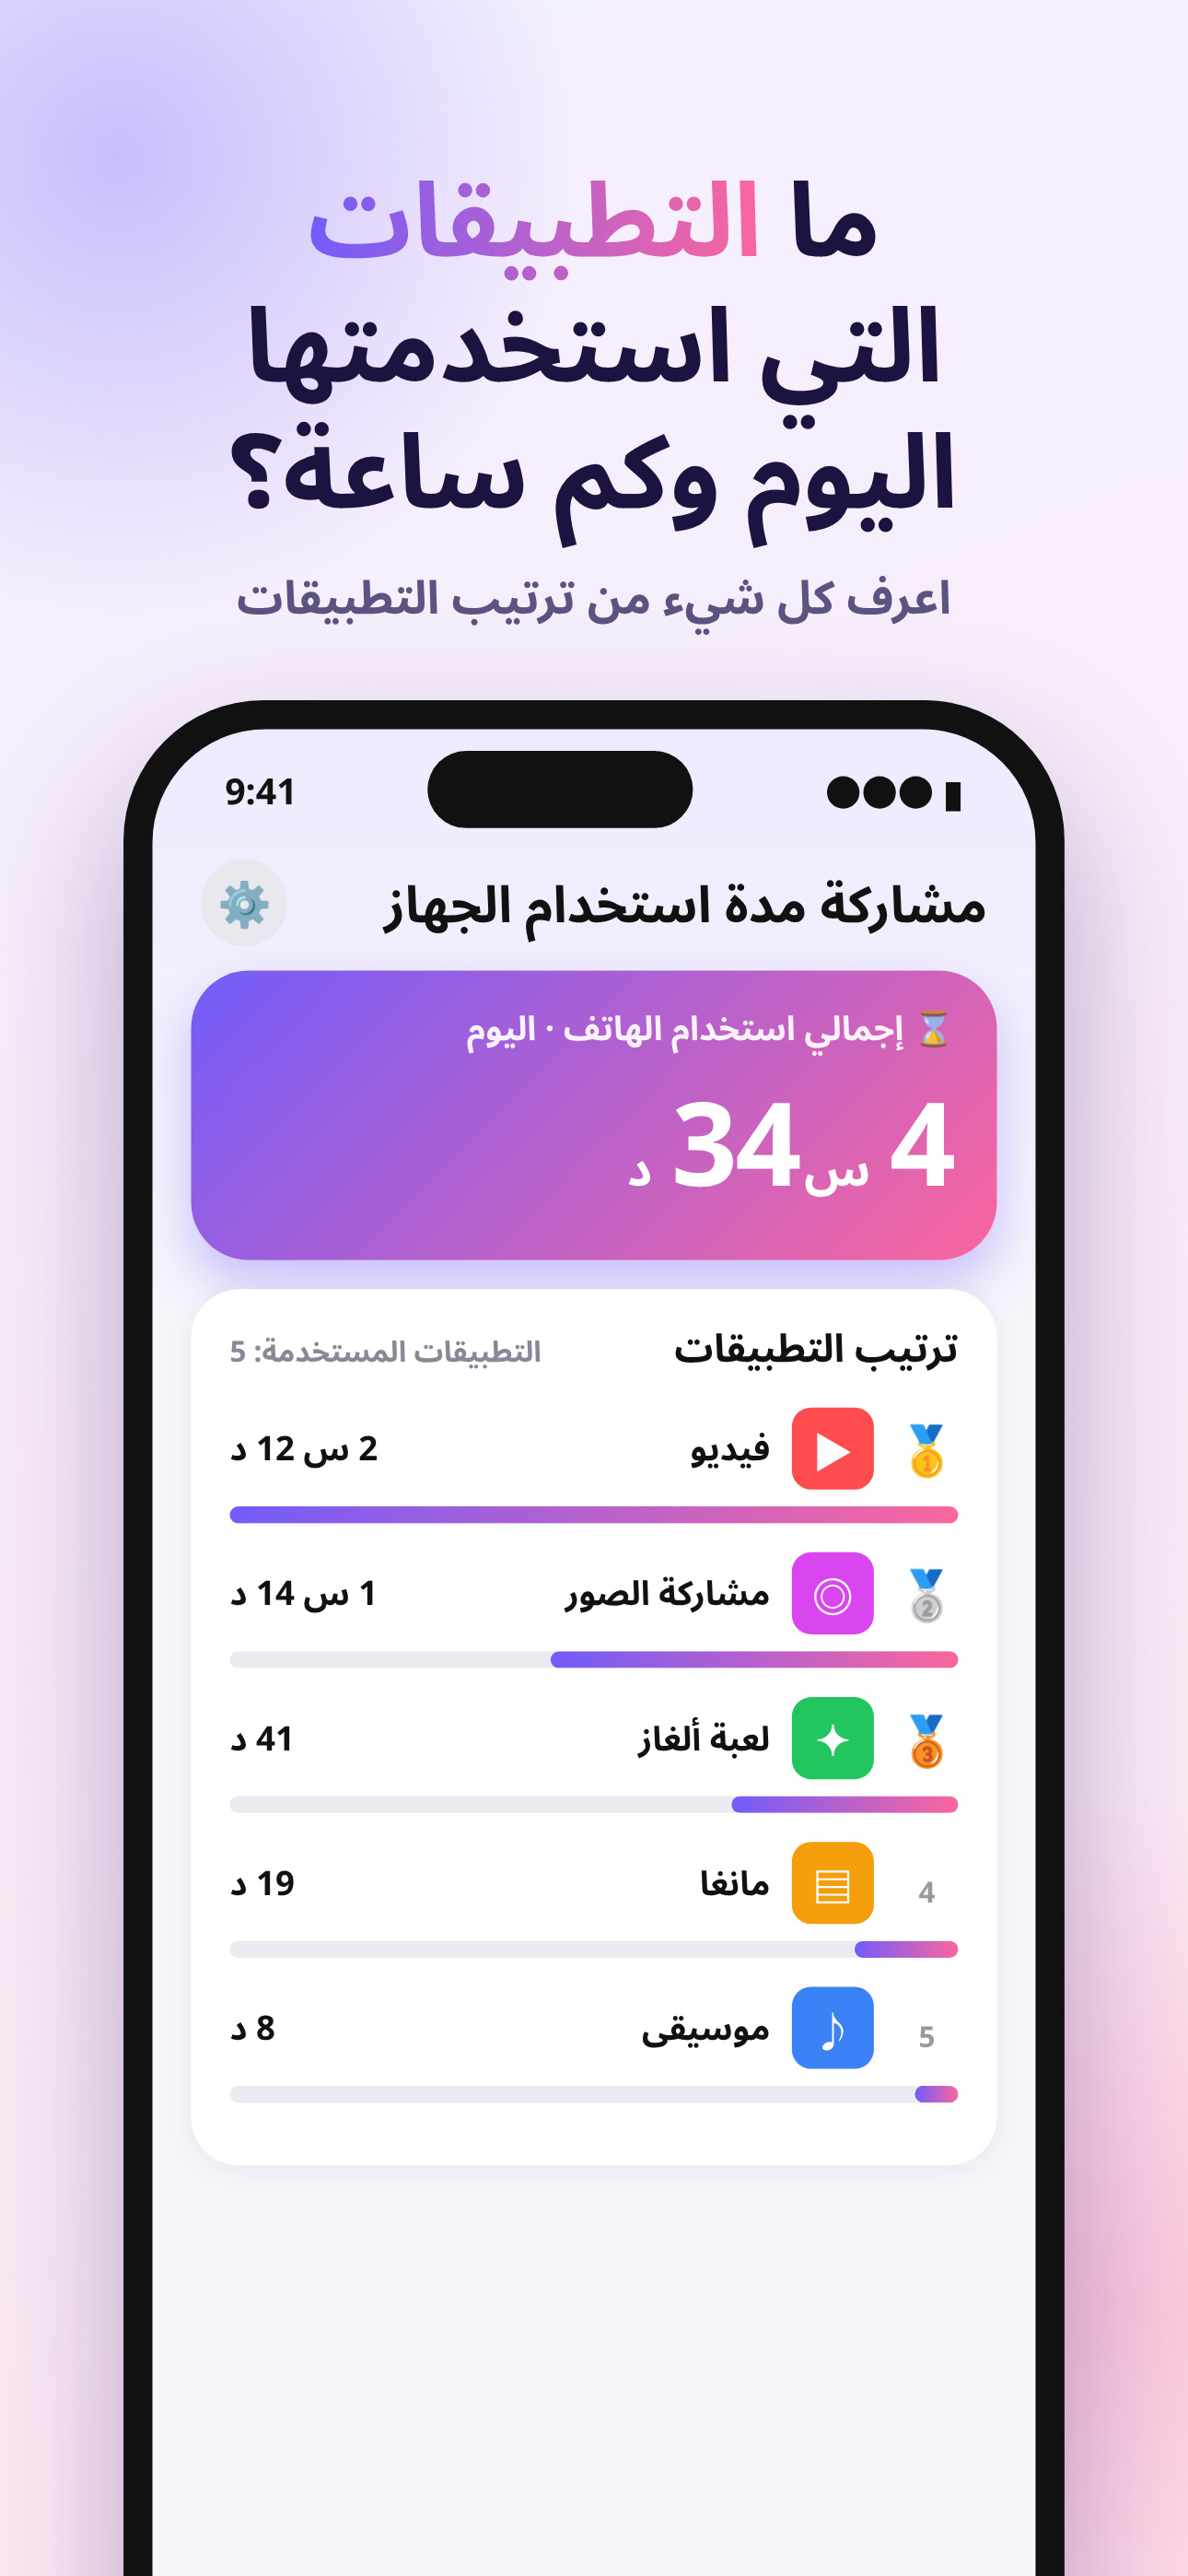 ما التطبيقات
التي استخدمتها
اليوم وكم ساعة؟
اعرف كل شيء من ترتيب التطبيقات
9:41
مشاركة مدة استخدام الجهاز
⌛ إجمالي استخدام الهاتف · اليوم
4 س 34 د
ترتيب التطبيقات
التطبيقات المستخدمة: 5
فيديو
2 س 12 د
مشاركة الصور
1 س 14 د
لعبة ألغاز
41 د
4
مانغا
19 د
5
موسيقى
8 د